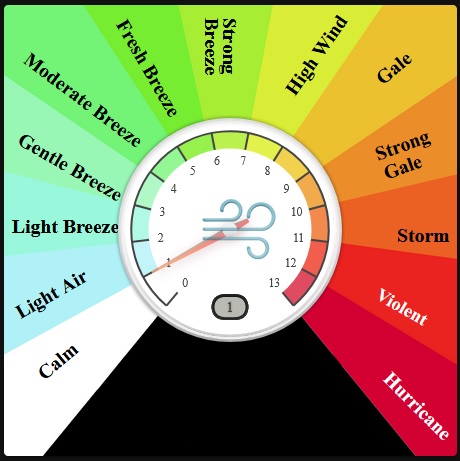 Calm
Light Air
Light Breeze
Gentle Breeze
Moderate Breeze
Fresh Breeze
Strong
Breeze
High Wind
Gale
Strong
Gale
Storm
Violent
Hurricane
0
1
2
3
4
5
6
7
8
9
10
11
12
13
1